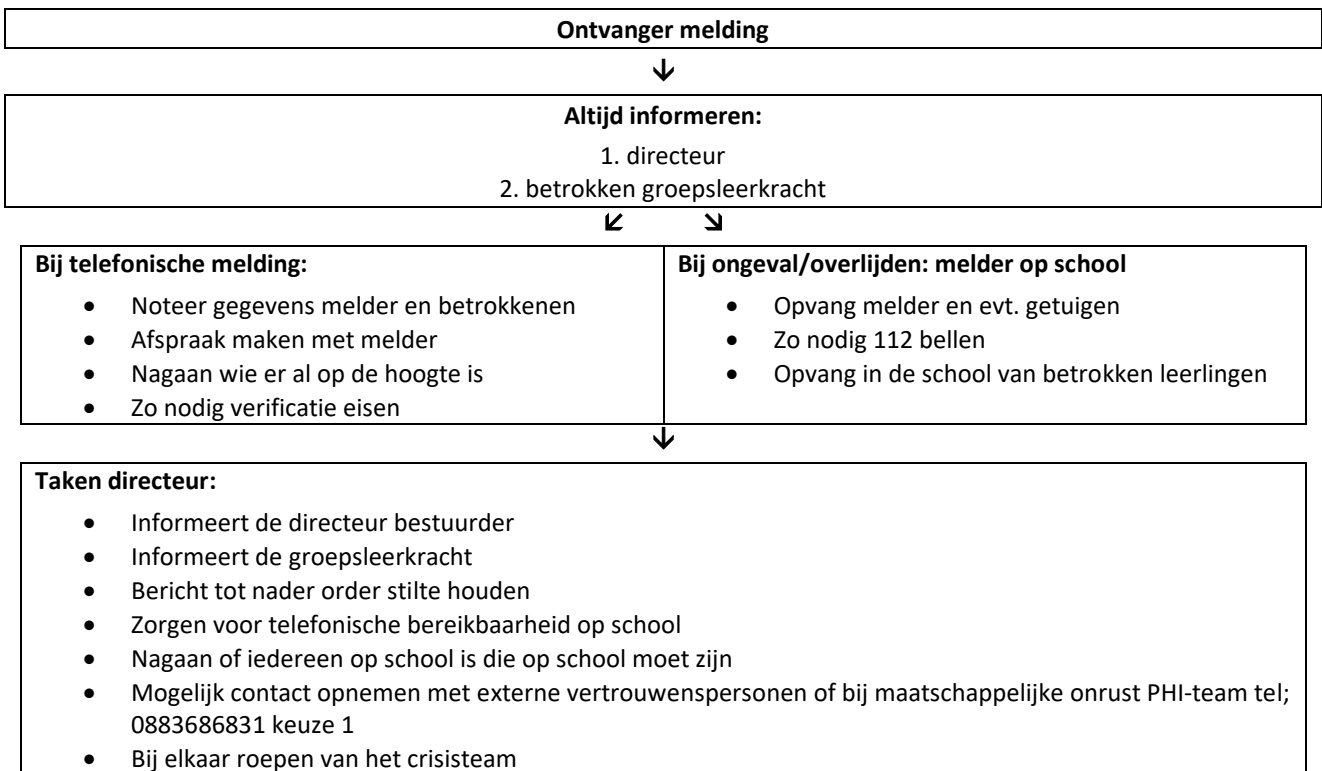 Ontvanger melding
↓
Altijd informeren:
1. directeur
2. betrokken groepsleerkracht
↙ ↘
Bij telefonische melding:
• Noteer gegevens melder en betrokkenen
• Afspraak maken met melder
• Nagaan wie er al op de hoogte is
• Zo nodig verificatie eisen
Bij ongeval/overlijden: melder op school
• Opvang melder en evt. getuigen
• Zo nodig 112 bellen
• Opvang in de school van betrokken leerlingen
↓
Taken directeur:
• Informeert de directeur bestuurder
• Informeert de groepsleerkracht
• Bericht tot nader order stilte houden
• Zorgen voor telefonische bereikbaarheid op school
• Nagaan of iedereen op school is die op school moet zijn
• Mogelijk contact opnemen met externe vertrouwenspersonen of bij maatschappelijke onrust PHI-team tel;
0883686831 keuze 1
• Bij elkaar roepen van het crisisteam